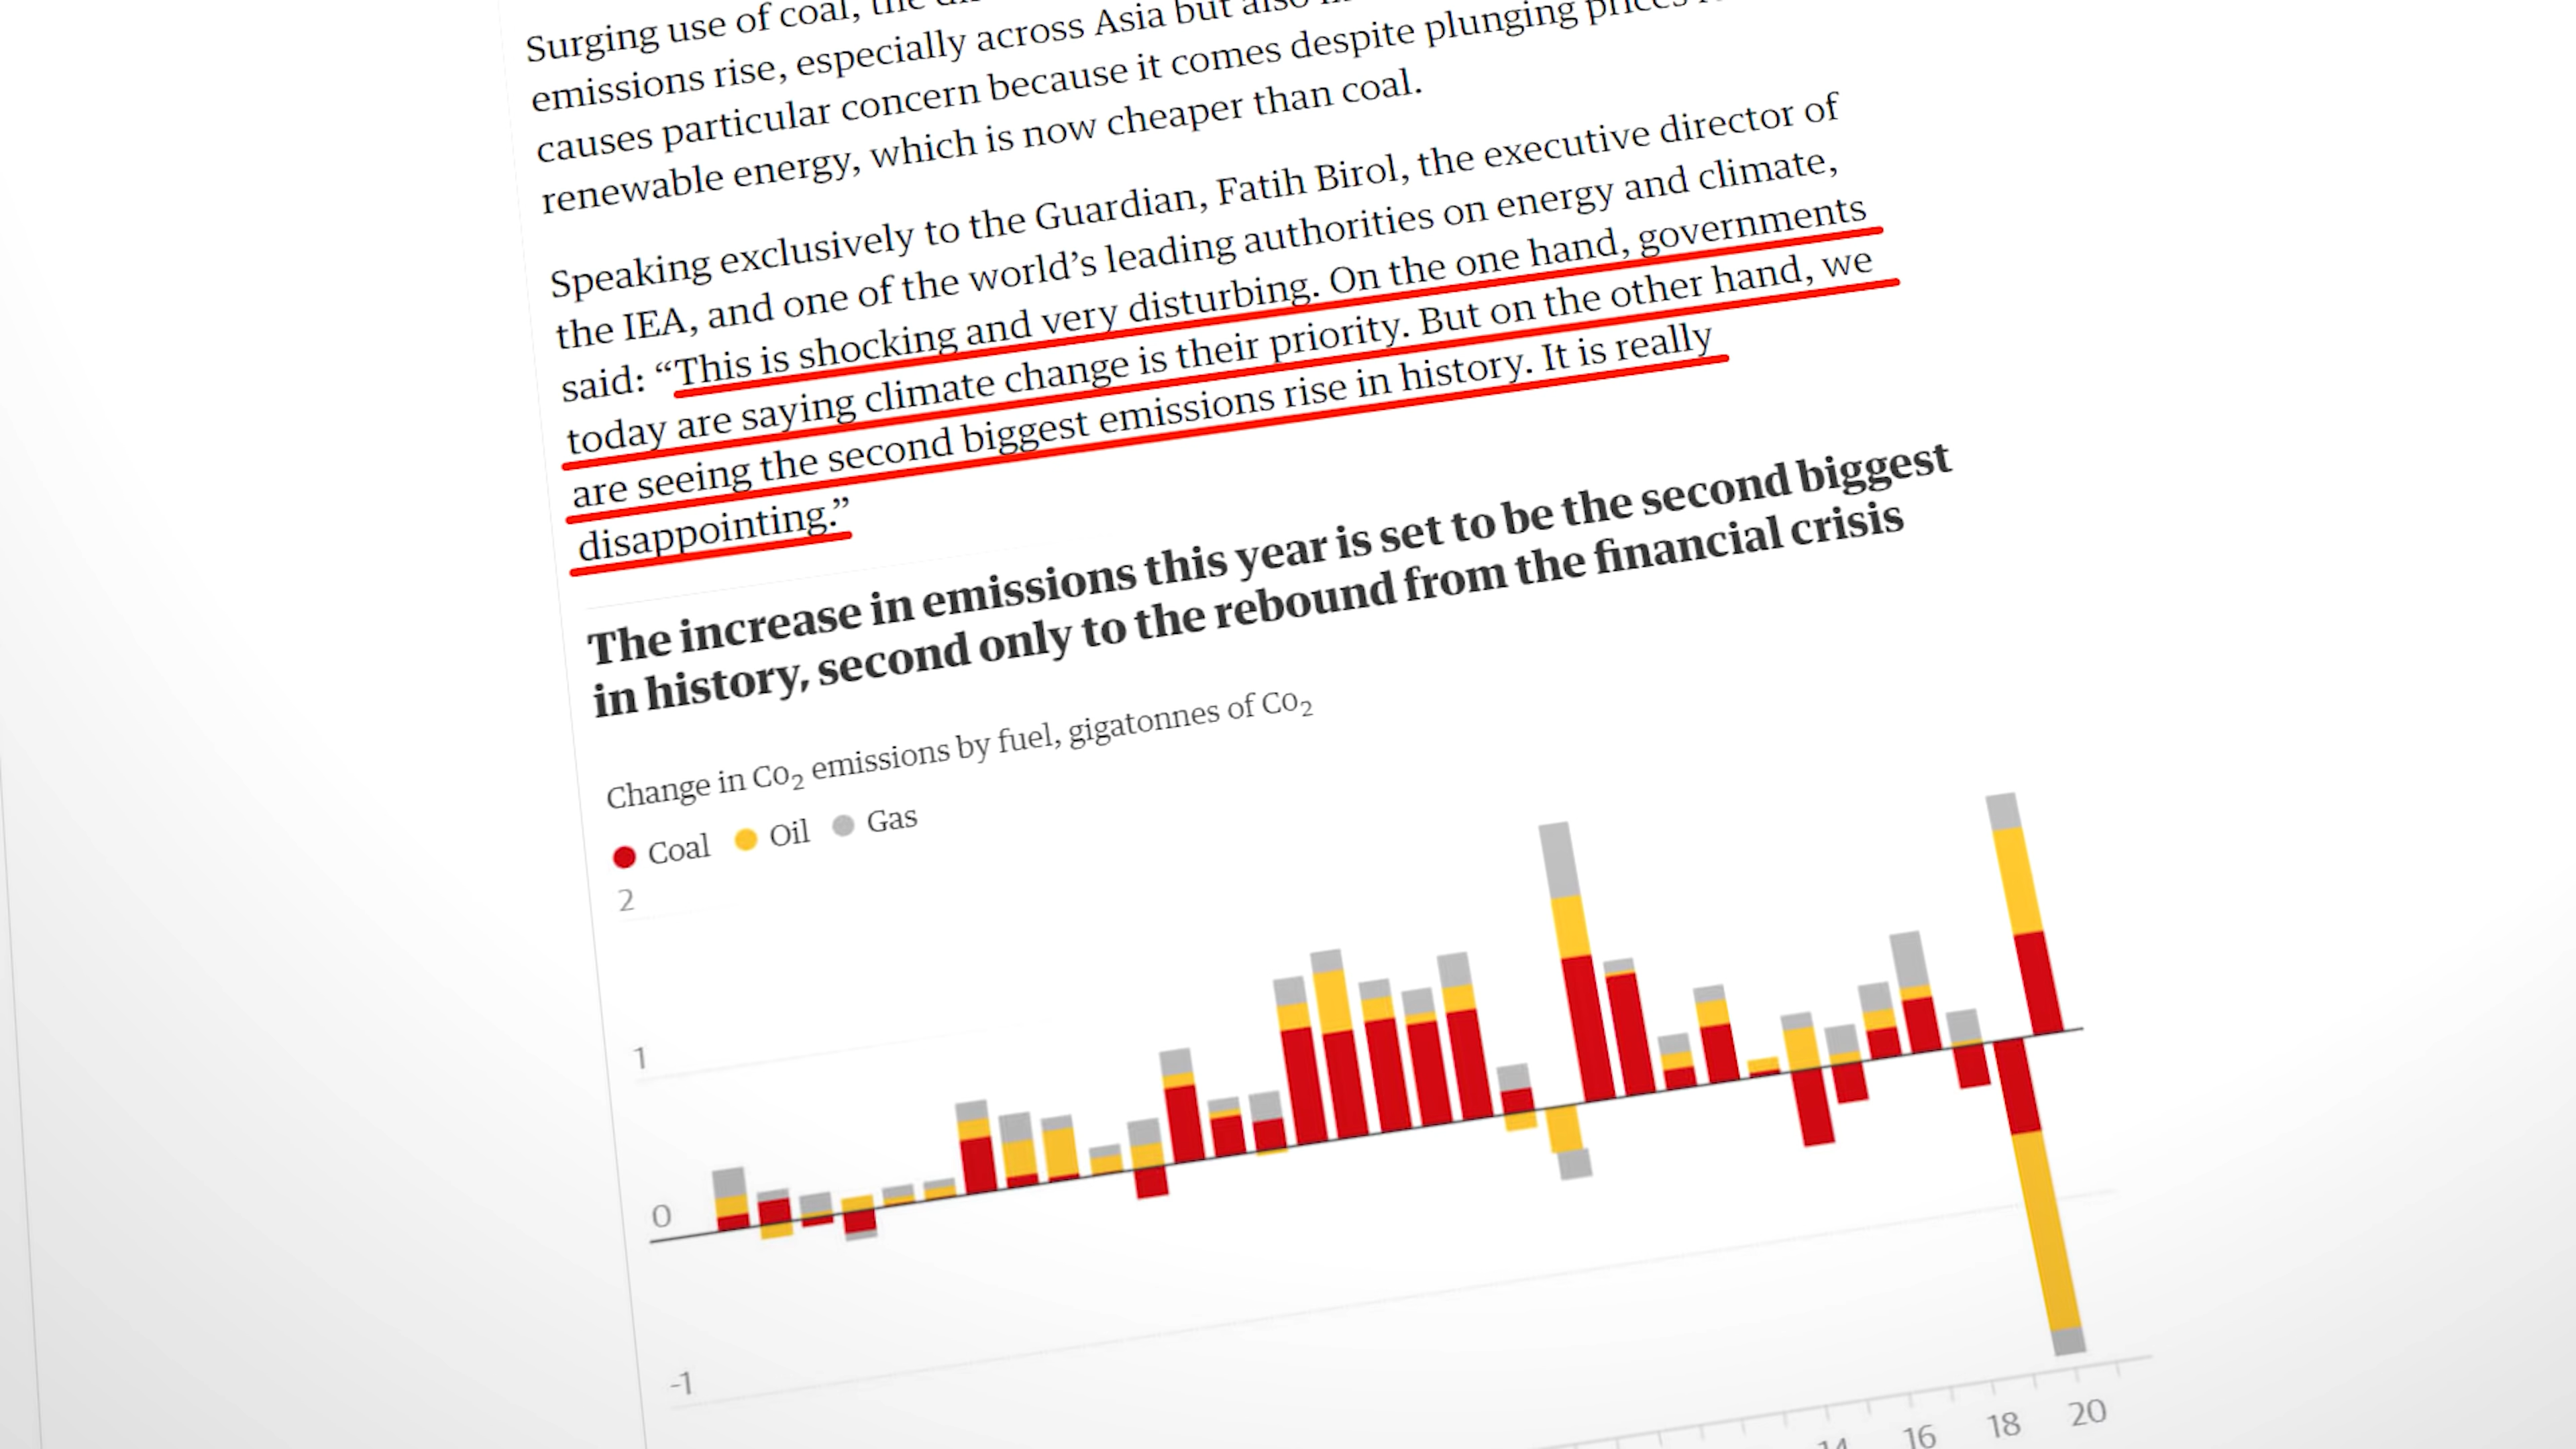 Surging use of coal, the
emissions rise, especially across Asia but also
causes particular concern because it comes despite plunging prices
renewable energy, which is now cheaper than coal.
Speaking exclusively to the Guardian, Fatih Birol, the executive director of
the IEA, and one of the world’s leading authorities on energy and climate,
said: “This is shocking and very disturbing. On the one hand, governments
today are saying climate change is their priority. But on the other hand, we
are seeing the second biggest emissions rise in history. It is really
disappointing.”
The increase in emissions this year is set to be the second biggest
in history, second only to the rebound from the financial crisis
Change in Co₂ emissions by fuel, gigatonnes of Co₂
Coal Oil Gas
2
1
0
-1
14 16 18 20